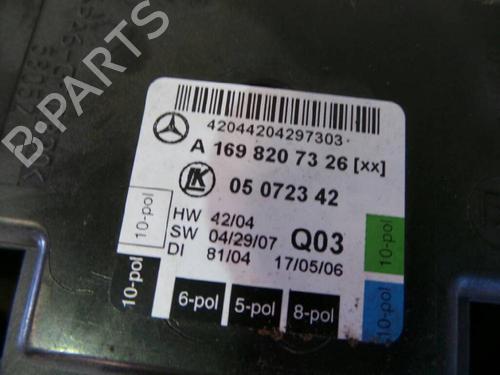 42044204297303
A 169 820 73 26 [xx]
LK
05 0723 42
HW 42/04
SW 04/29/07 Q03
DI 81/04 17/05/06
10-pol
10-pol
10-pol
10-pol
6-pol 5-pol 8-pol
B-PARTS